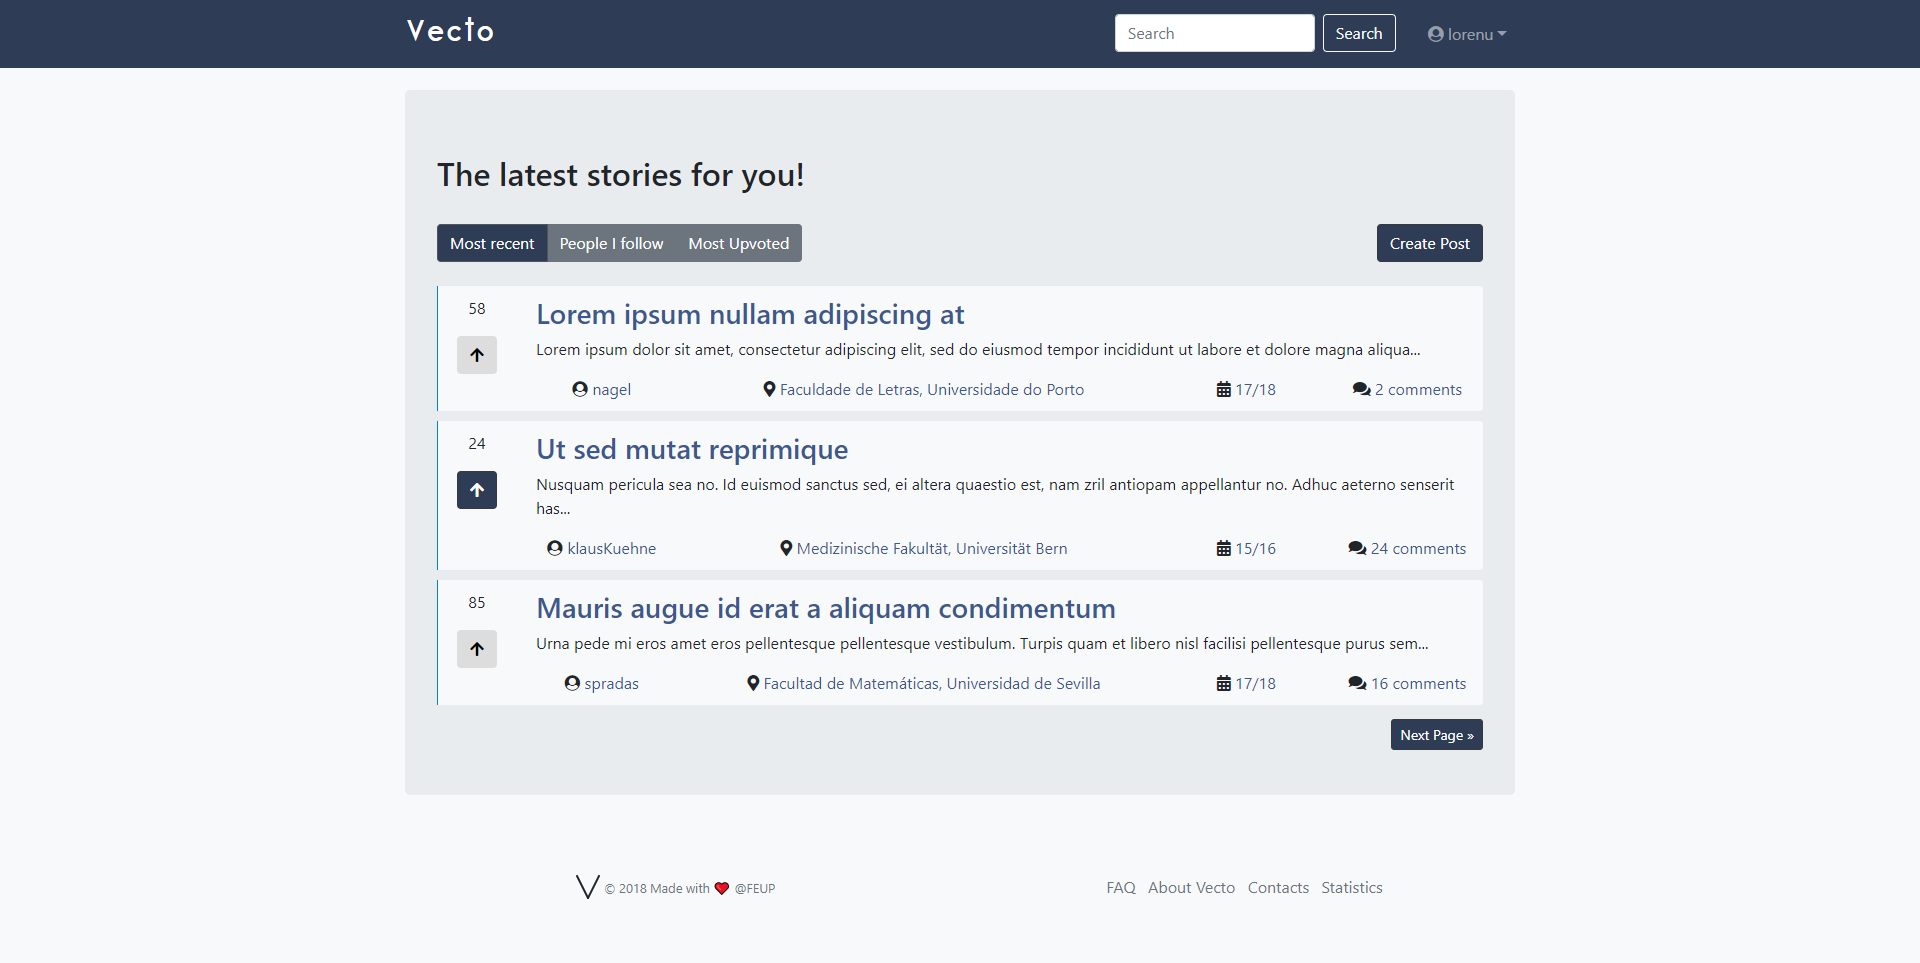 Vecto
Search
Search
lorenu
The latest stories for you!
Most recent
People I follow
Most Upvoted
Create Post
58
Lorem ipsum nullam adipiscing at
Lorem ipsum dolor sit amet, consectetur adipiscing elit, sed do eiusmod tempor incididunt ut labore et dolore magna aliqua...
nagel
Faculdade de Letras, Universidade do Porto
17/18
2 comments
24
Ut sed mutat reprimique
Nusquam pericula sea no. Id euismod sanctus sed, ei altera quaestio est, nam zril antiopam appellantur no. Adhuc aeterno senserit
has...
klausKuehne
Medizinische Fakultät, Universität Bern
15/16
24 comments
85
Mauris augue id erat a aliquam condimentum
Urna pede mi eros amet eros pellentesque pellentesque vestibulum. Turpis quam et libero nisl facilisi pellentesque purus sem...
spradas
Facultad de Matemáticas, Universidad de Sevilla
17/18
16 comments
Next Page »
© 2018 Made with ❤ @FEUP
FAQ
About Vecto
Contacts
Statistics